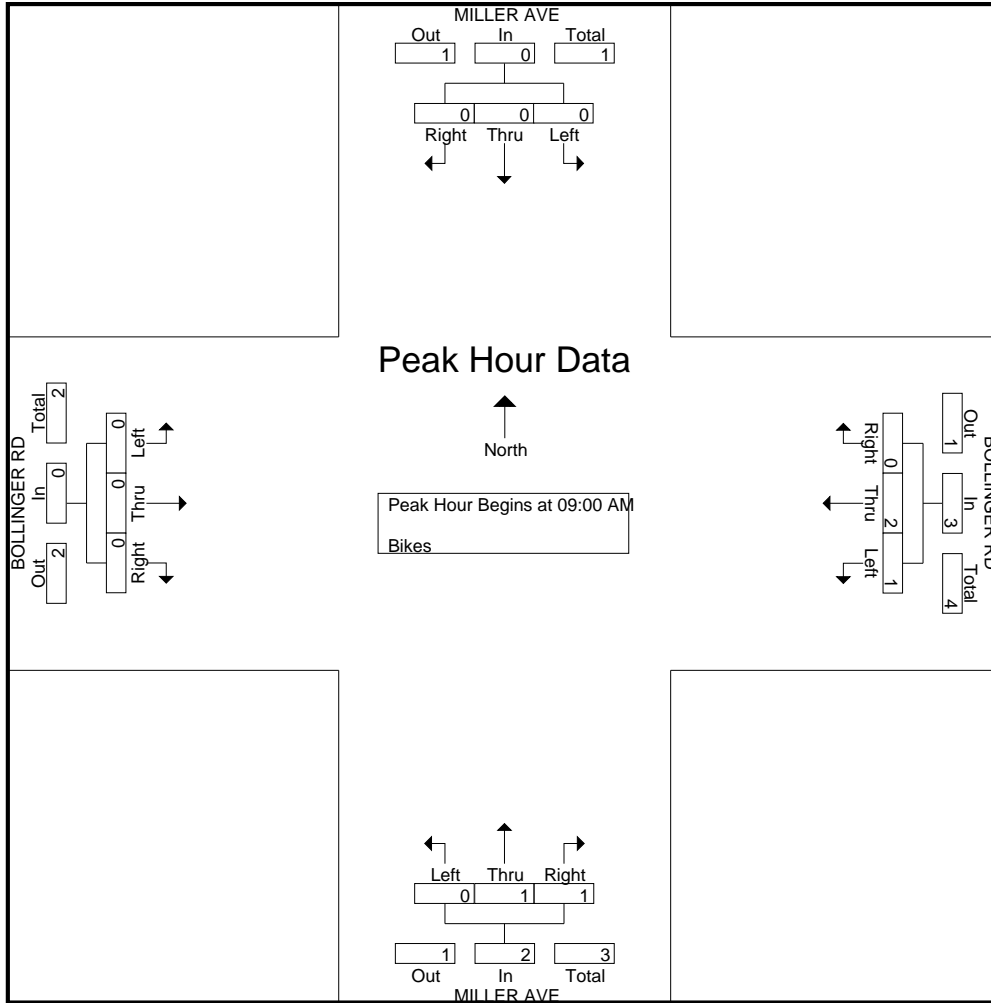 MILLER AVE
Out In Total
1 0 1
0 0 0
Right Thru Left
Peak Hour Data
North
Peak Hour Begins at 09:00 AM
Bikes
BOLLINGER RD
Out In Total
2 0 2
Right Thru Left
0 0 0
BOLLINGER RD
Out In Total
1 3 4
Right Thru Left
0 2 1
Left Thru Right
0 1 1
1 2 3
Out In Total
MILLER AVE